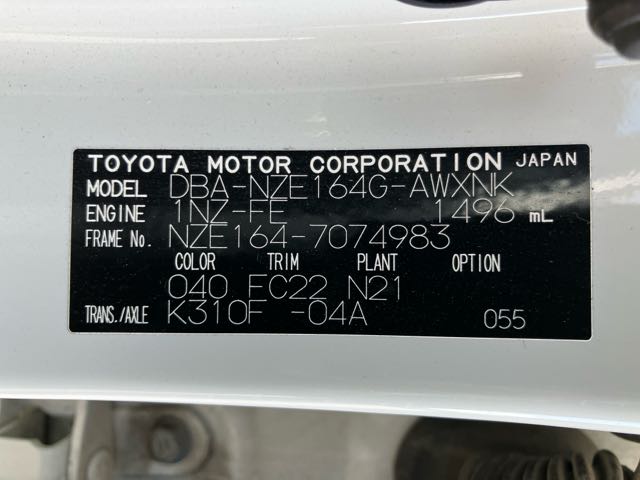 TOYOTA MOTOR CORPORATION JAPAN
MODEL DBA-NZE164G-AWXNK
ENGINE 1NZ-FE 1496 mL
FRAME No. NZE164-7074983
COLOR TRIM PLANT OPTION
040 FC22 N21
TRANS./AXLE K310F -04A 055